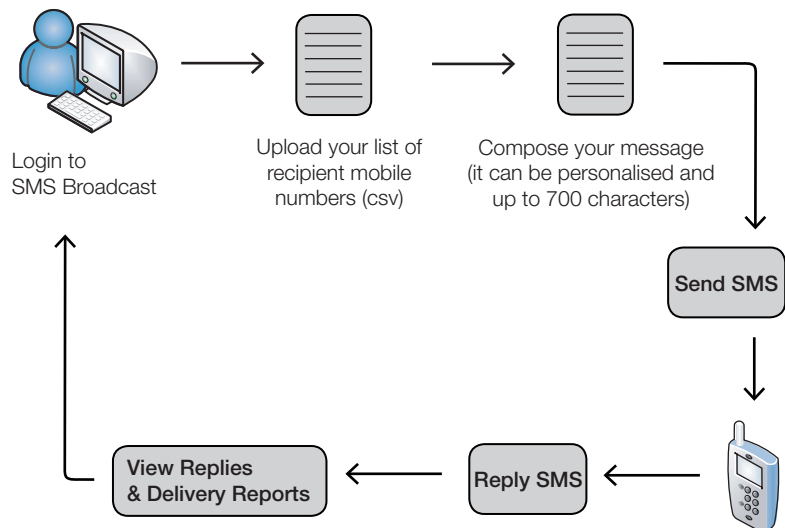 Login to
SMS Broadcast
Upload your list of
recipient mobile
numbers (csv)
Compose your message
(it can be personalised and
up to 700 characters)
Send SMS
Reply SMS
View Replies
& Delivery Reports